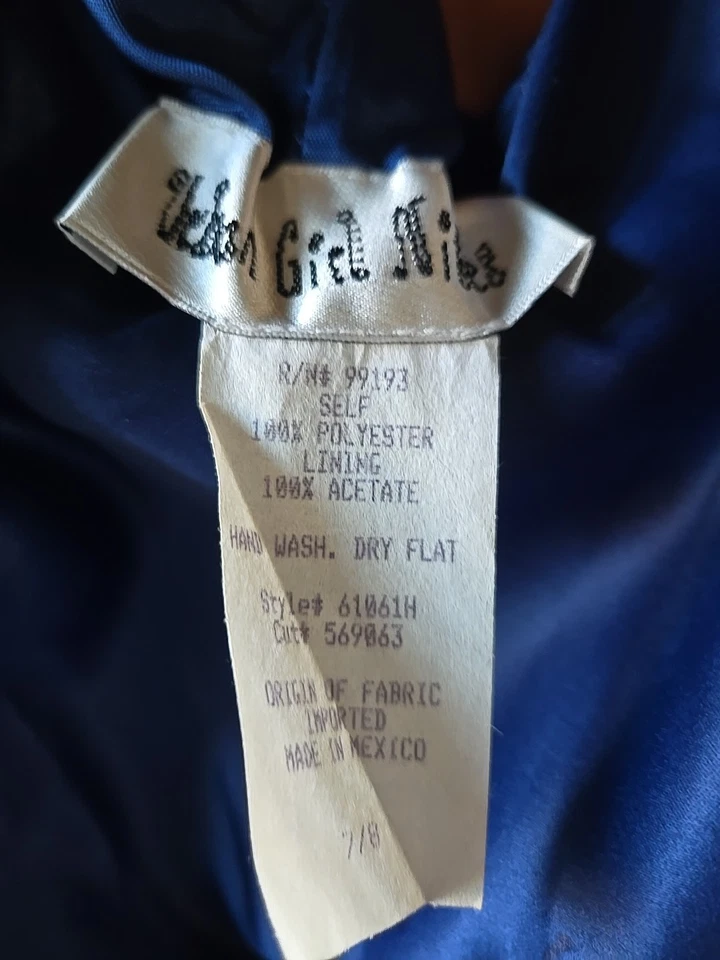 Girl
R/N# 99193
SELF
100% POLYESTER
LINING
100% ACETATE
HAND WASH. DRY FLAT
Style# 61061H
Cut# 569063
ORIGIN OF FABRIC
IMPORTED
MADE IN MEXICO
7/8